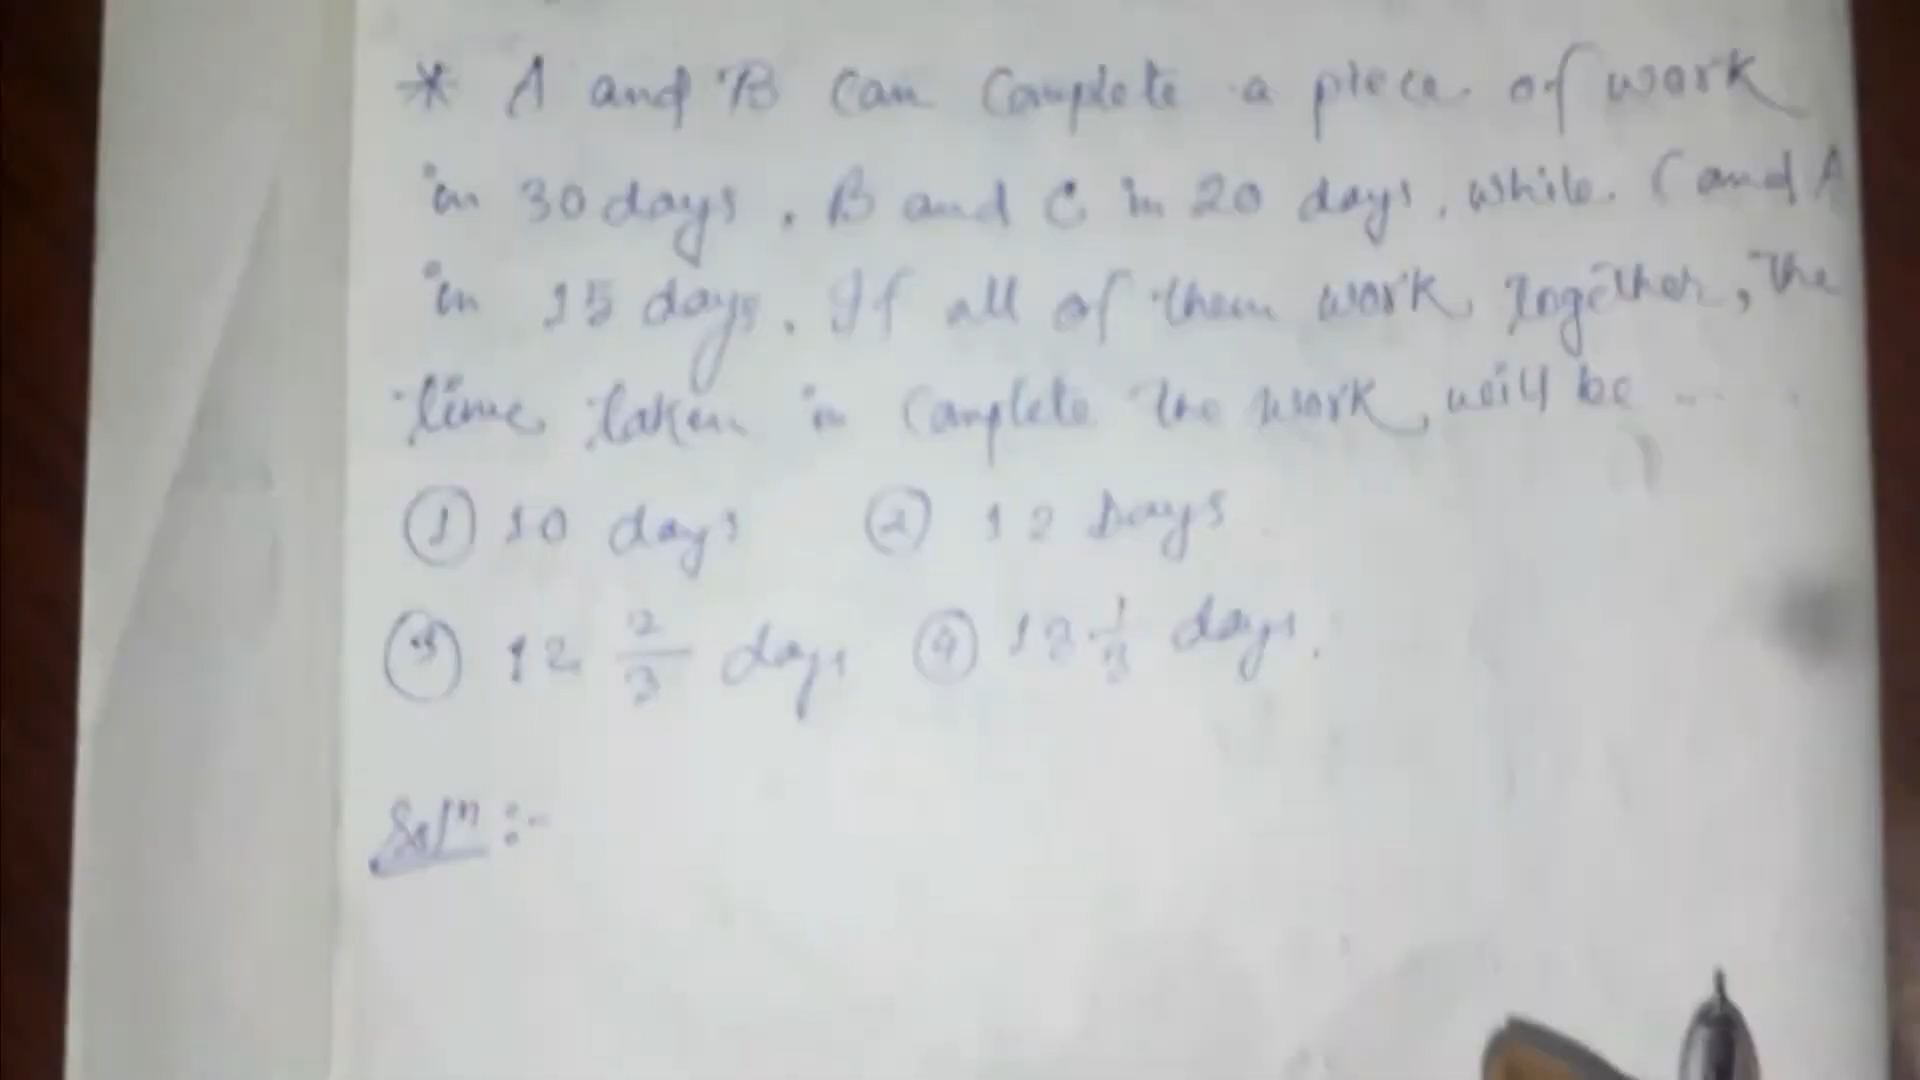 * A and B can complete a piece of work
in 30 days. B and C in 20 days, while C and A
in 15 days. If all of them work together, the
time taken in complete the work will be ....
① 10 days ② 12 Days
③ 12 2/3 days ④ 13 1/3 days.
Solⁿ :-